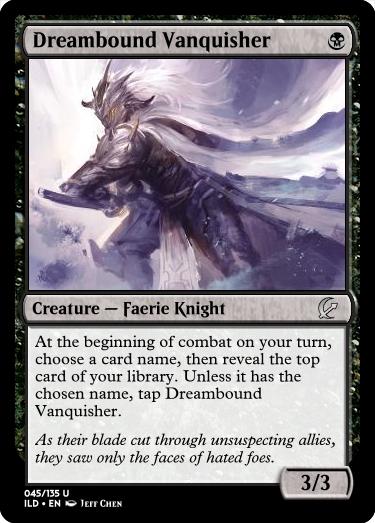 Dreambound Vanquisher
Creature — Faerie Knight
At the beginning of combat on your turn,
choose a card name, then reveal the top
card of your library. Unless it has the
chosen name, tap Dreambound
Vanquisher.
As their blade cut through unsuspecting allies,
they saw only the faces of hated foes.
3/3
045/135 U
ILD • EN Jeff Chen